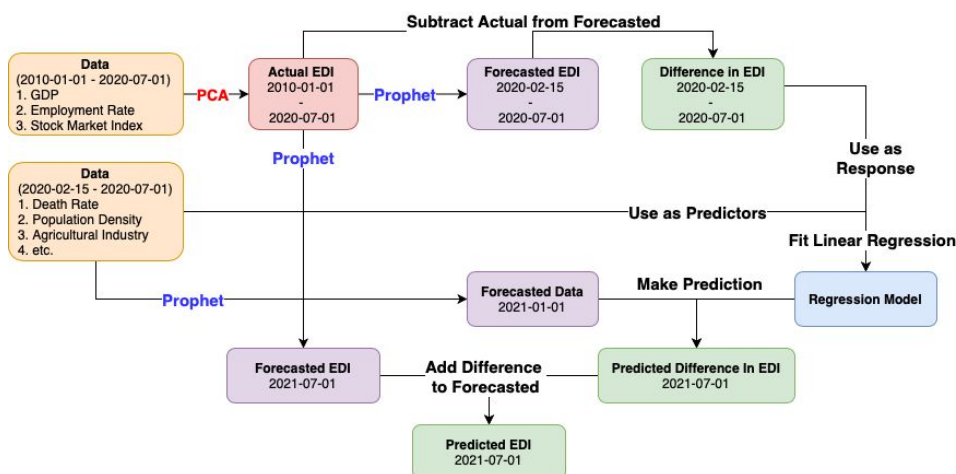 Subtract Actual from Forecasted
Data
(2010-01-01 - 2020-07-01)
1. GDP
2. Employment Rate
3. Stock Market Index
PCA
Actual EDI
2010-01-01
-
2020-07-01
Prophet
Forecasted EDI
2020-02-15
-
2020-07-01
Difference in EDI
2020-02-15
-
2020-07-01
Prophet
Use as
Response
Data
(2020-02-15 - 2020-07-01)
1. Death Rate
2. Population Density
3. Agricultural Industry
4. etc.
Use as Predictors
Fit Linear Regression
Prophet
Forecasted Data
2021-01-01
Make Prediction
Regression Model
Forecasted EDI
2021-07-01
Add Difference
to Forecasted
Predicted Difference In EDI
2021-07-01
Predicted EDI
2021-07-01